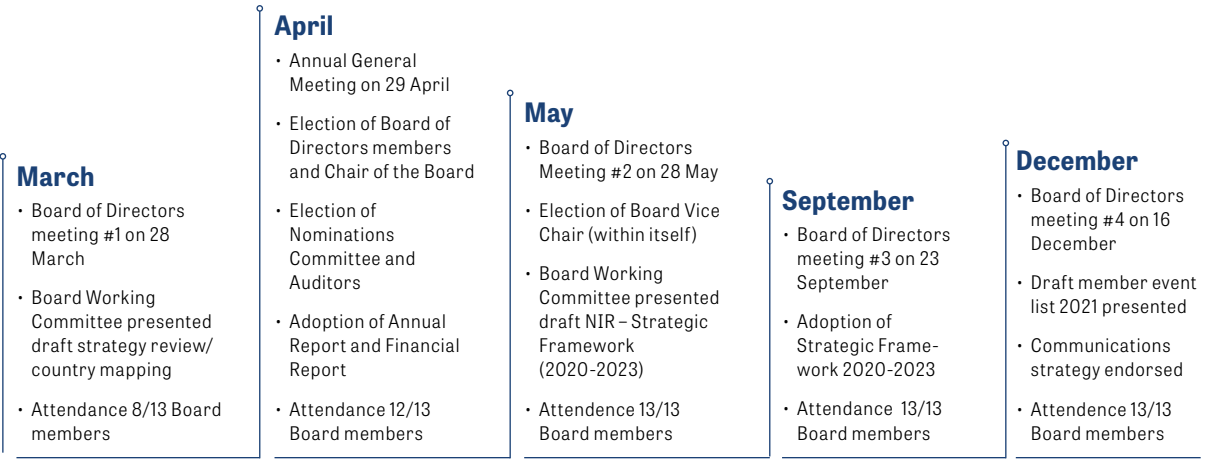 March
• Board of Directors
meeting #1 on 28
March
• Board Working
Committee presented
draft strategy review/
country mapping
• Attendance 8/13 Board
members
April
• Annual General
Meeting on 29 April
• Election of Board of
Directors members
and Chair of the Board
• Election of
Nominations
Committee and
Auditors
• Adoption of Annual
Report and Financial
Report
• Attendance 12/13
Board members
May
• Board of Directors
Meeting #2 on 28 May
• Election of Board Vice
Chair (within itself)
• Board Working
Committee presented
draft NIR – Strategic
Framework
(2020-2023)
• Attendence 13/13
Board members
September
• Board of Directors
meeting #3 on 23
September
• Adoption of
Strategic Frame-
work 2020-2023
• Attendance 13/13
Board members
December
• Board of Directors
meeting #4 on 16
December
• Draft member event
list 2021 presented
• Communications
strategy endorsed
• Attendence 13/13
Board members